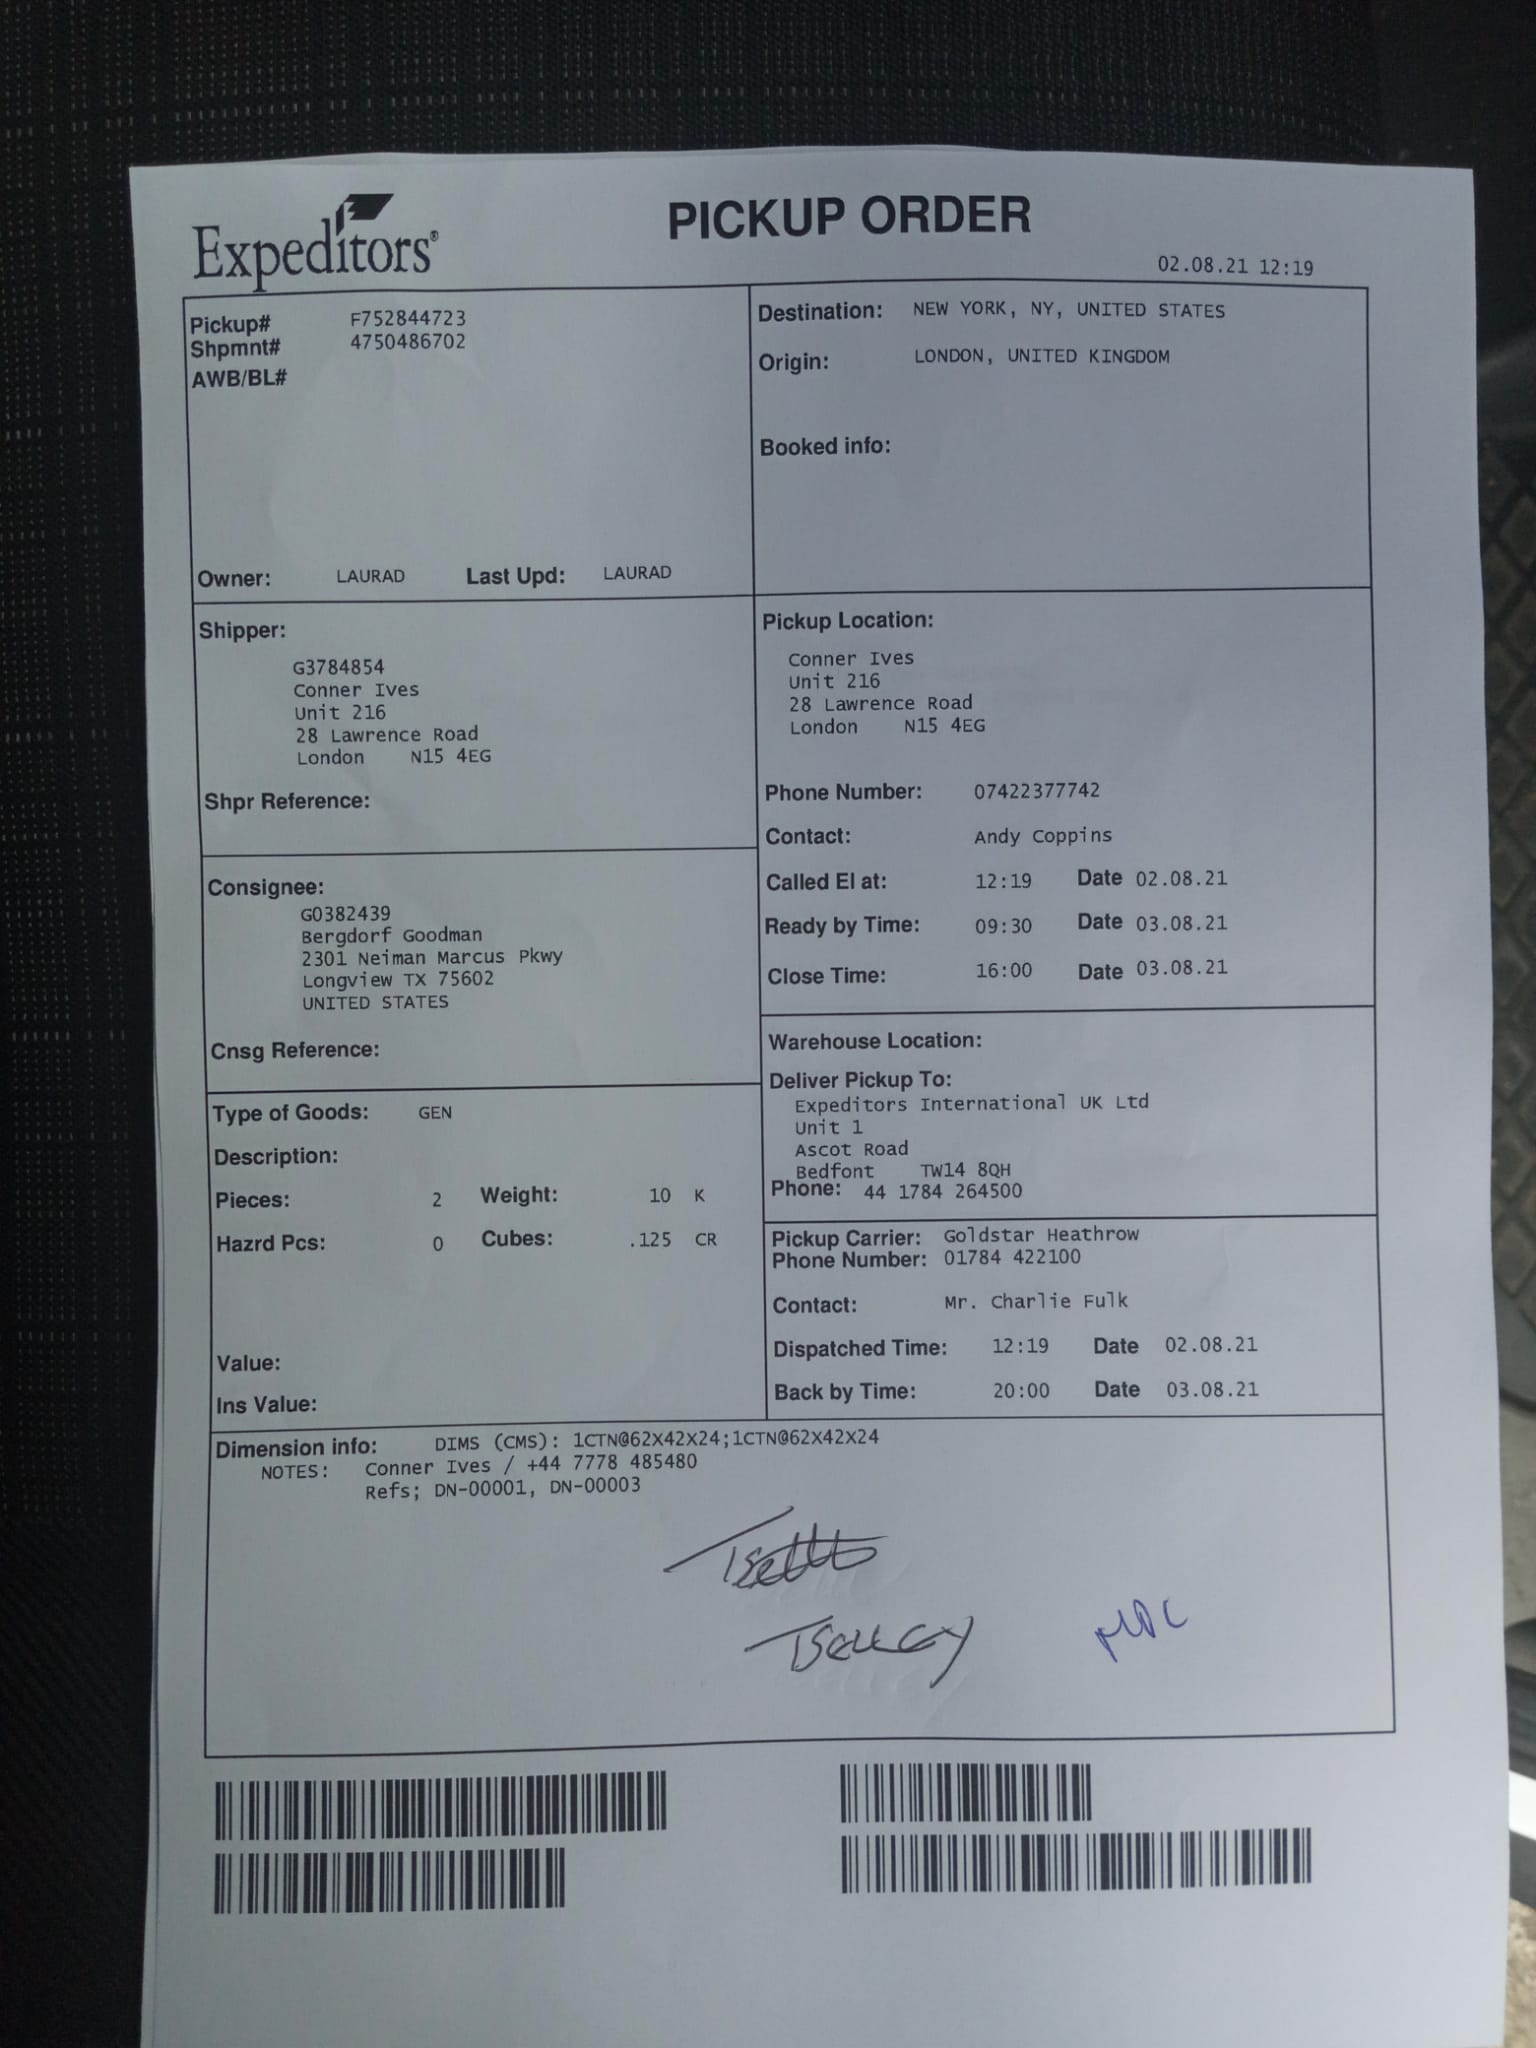 Expeditors®
PICKUP ORDER
02.08.21 12:19
Pickup# F752844723
Shpmnt# 4750486702
AWB/BL#
Owner: LAURAD Last Upd: LAURAD
Destination: NEW YORK, NY, UNITED STATES
Origin: LONDON, UNITED KINGDOM
Booked info:
Shipper:
G3784854
Conner Ives
Unit 216
28 Lawrence Road
London N15 4EG
Shpr Reference:
Pickup Location:
Conner Ives
Unit 216
28 Lawrence Road
London N15 4EG
Phone Number: 07422377742
Contact: Andy Coppins
Called EI at: 12:19 Date 02.08.21
Ready by Time: 09:30 Date 03.08.21
Close Time: 16:00 Date 03.08.21
Consignee:
G0382439
Bergdorf Goodman
2301 Neiman Marcus Pkwy
Longview TX 75602
UNITED STATES
Cnsg Reference:
Warehouse Location:
Deliver Pickup To:
Expeditors International UK Ltd
Unit 1
Ascot Road
Bedfont TW14 8QH
Phone: 44 1784 264500
Type of Goods: GEN
Description:
Pieces: 2 Weight: 10 K
Hazrd Pcs: 0 Cubes: .125 CR
Value:
Ins Value:
Pickup Carrier: Goldstar Heathrow
Phone Number: 01784 422100
Contact: Mr. Charlie Fulk
Dispatched Time: 12:19 Date 02.08.21
Back by Time: 20:00 Date 03.08.21
Dimension info: DIMS (CMS): 1CTN@62X42X24;1CTN@62X42X24
NOTES: Conner Ives / +44 7778 485480
Refs; DN-00001, DN-00003